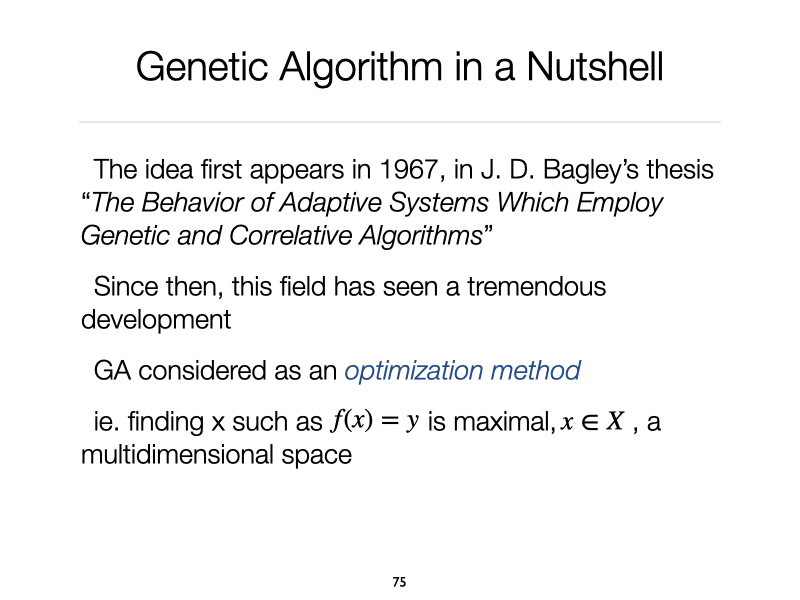 Genetic Algorithm in a Nutshell
The idea first appears in 1967, in J. D. Bagley’s thesis
“The Behavior of Adaptive Systems Which Employ
Genetic and Correlative Algorithms”
Since then, this field has seen a tremendous
development
GA considered as an optimization method
ie. finding x such as f(x) = y is maximal, x ∈ X , a
multidimensional space
75